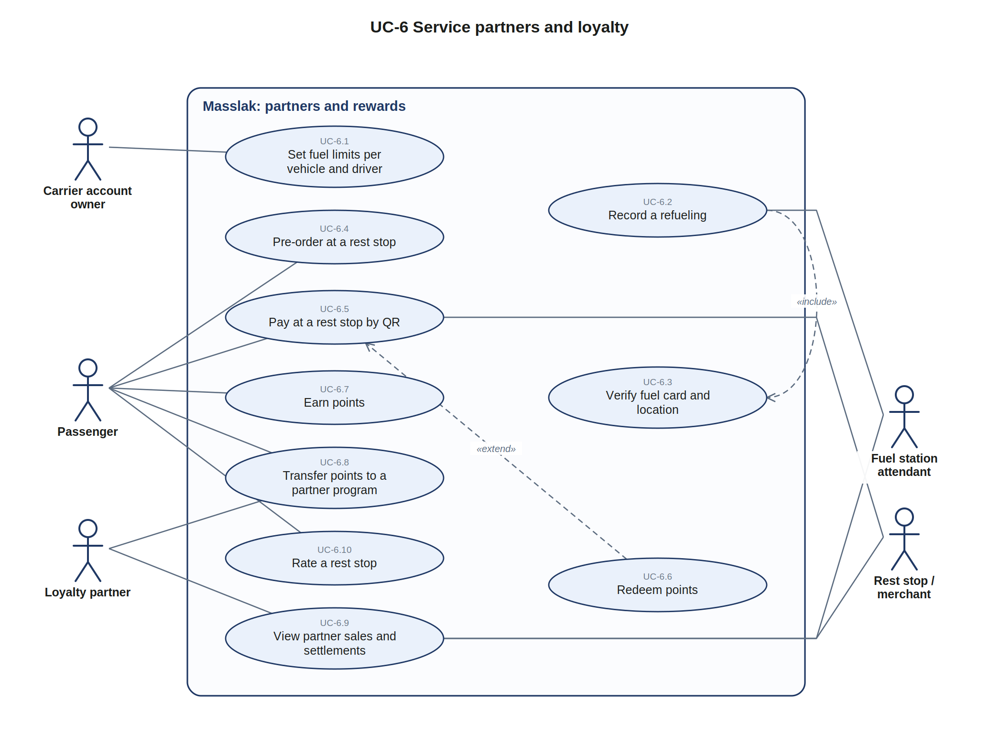 UC-6 Service partners and loyalty
Masslak: partners and rewards
Carrier account
owner
UC-6.1
Set fuel limits per
vehicle and driver
UC-6.2
Record a refueling
UC-6.4
Pre-order at a rest stop
«include»
UC-6.5
Pay at a rest stop by QR
Passenger
UC-6.7
Earn points
UC-6.3
Verify fuel card and
location
«extend»
Fuel station
attendant
UC-6.8
Transfer points to a
partner program
Loyalty partner
UC-6.10
Rate a rest stop
UC-6.6
Redeem points
Rest stop /
merchant
UC-6.9
View partner sales and
settlements